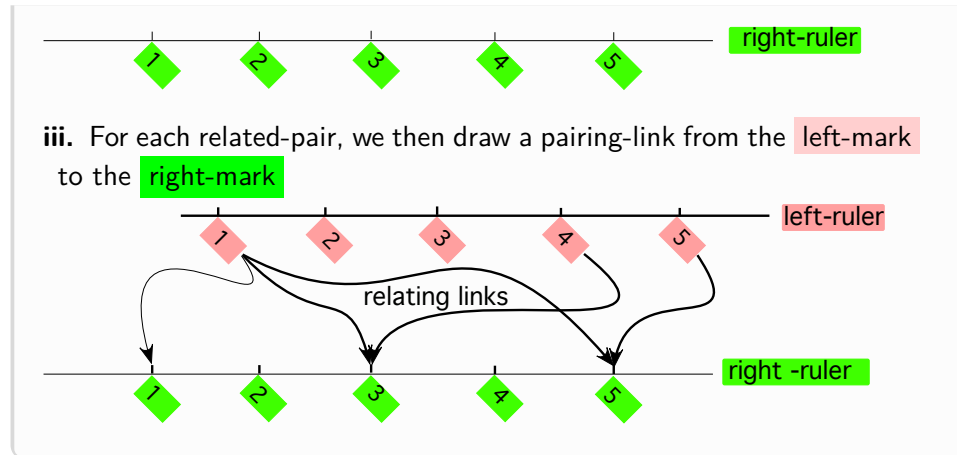 1 2 3 4 5 right-ruler
iii. For each related-pair, we then draw a pairing-link from the left-mark
to the right-mark
left-ruler
1 2 3 4 5
relating links
right -ruler
1 2 3 4 5